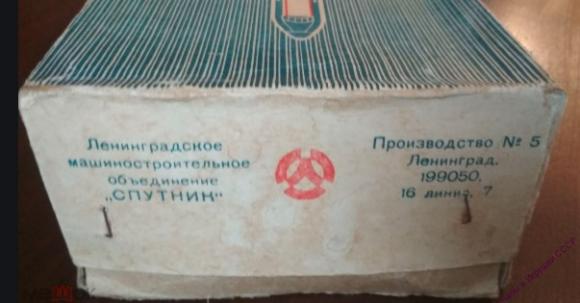 Ленинградское
машиностроительное
объединение
„СПУТНИК“
Производство № 5
Ленинград,
199050,
16 линия, 7